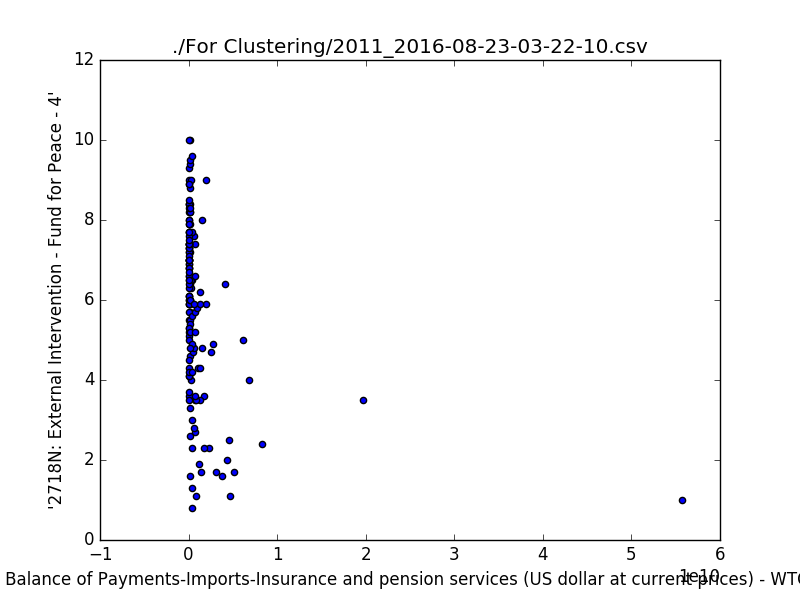 ./For Clustering/2011_2016-08-23-03-22-10.csv
'2718N: External Intervention - Fund for Peace - 4'
12
10
8
6
4
2
0
−1 0 1 2 3 4 5 6
1e10
Balance of Payments-Imports-Insurance and pension services (US dollar at current prices) - WTO